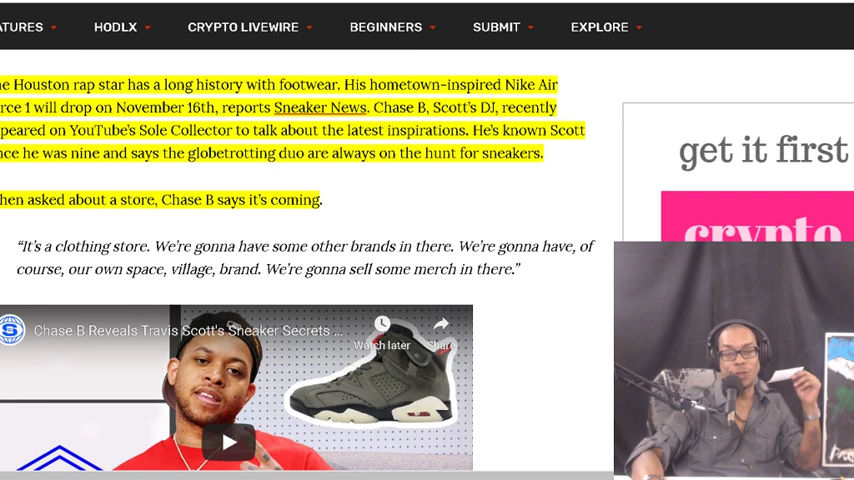 ATURES
HODLX
CRYPTO LIVEWIRE
BEGINNERS
SUBMIT
EXPLORE
e Houston rap star has a long history with footwear. His hometown-inspired Nike Air
rce 1 will drop on November 16th, reports Sneaker News. Chase B, Scott's DJ, recently
peared on YouTube's Sole Collector to talk about the latest inspirations. He's known Scott
nce he was nine and says the globetrotting duo are always on the hunt for sneakers.
hen asked about a store, Chase B says it's coming.
“It's a clothing store. We're gonna have some other brands in there. We're gonna have, of
course, our own space, village, brand. We're gonna sell some merch in there.”
Chase B Reveals Travis Scott's Sneaker Secrets ...
Watch later
Share
get it first
crypto